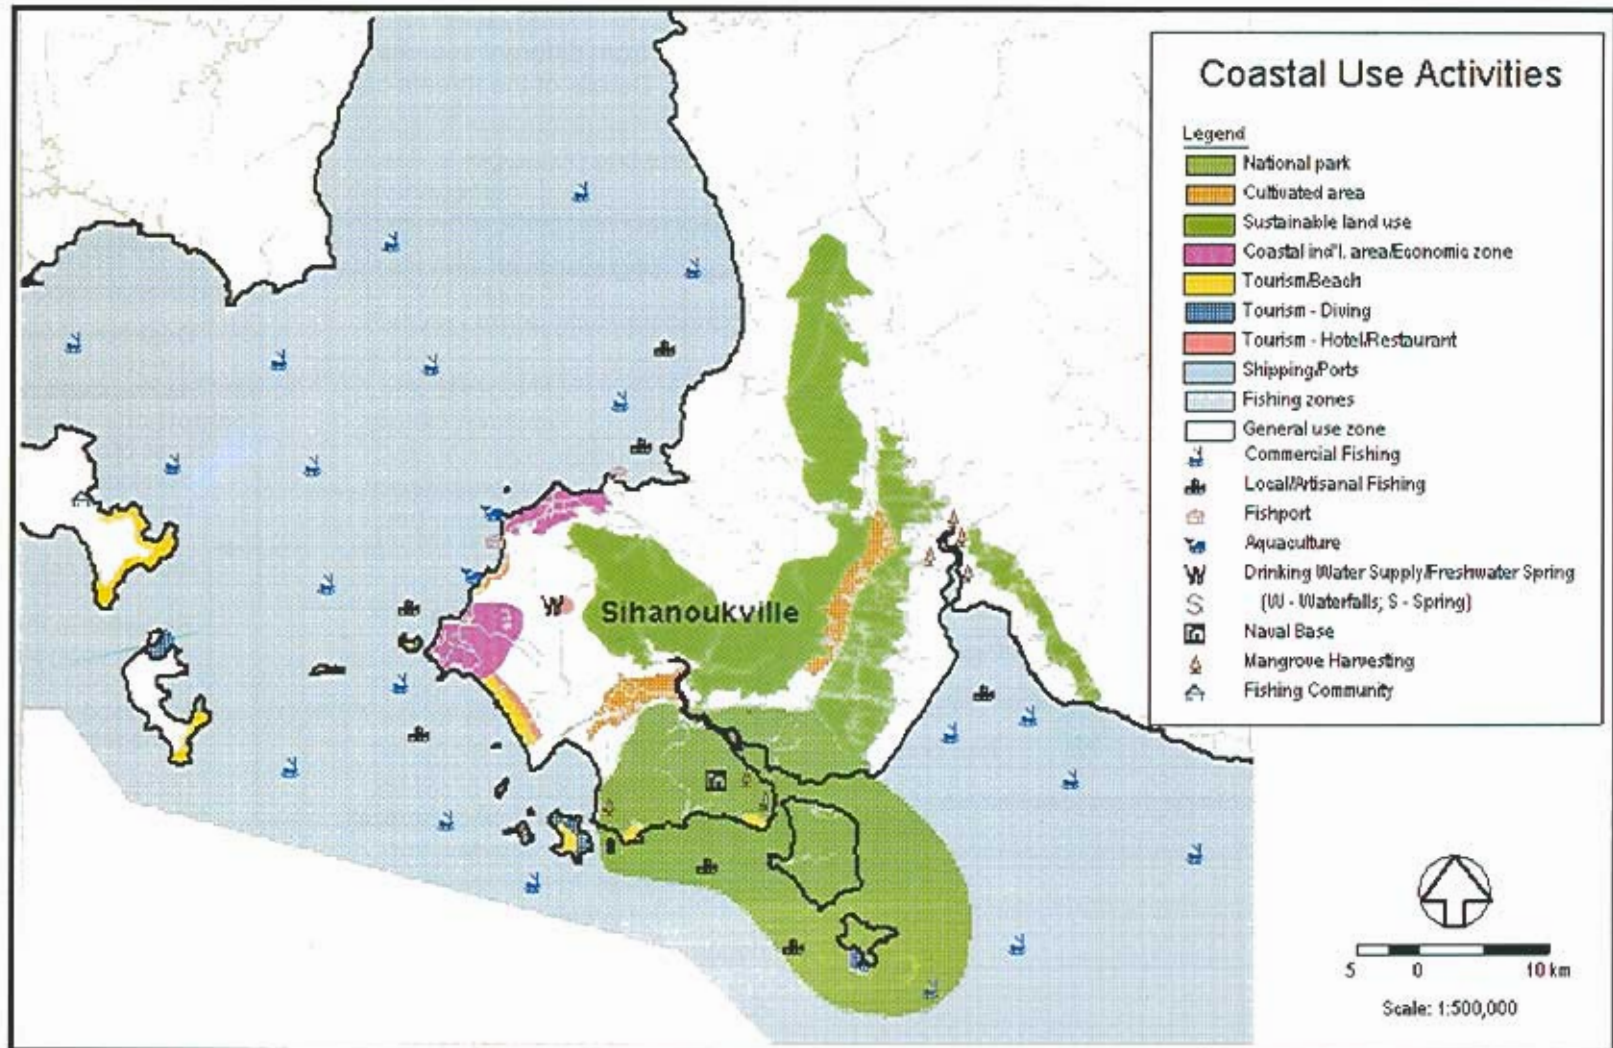 Coastal Use Activities
Legend
National park
Cultivated area
Sustainable land use
Coastal ind'l. area/Economic zone
Tourism/Beach
Tourism - Diving
Tourism - Hotel/Restaurant
Shipping/Ports
Fishing zones
General use zone
Commercial Fishing
Local/Artisanal Fishing
Fishport
Aquaculture
W Drinking Water Supply/Freshwater Spring
S (W - Waterfalls; S - Spring)
Naval Base
Mangrove Harvesting
Fishing Community
W
Sihanoukville
5 0 10 km
Scale: 1:500,000